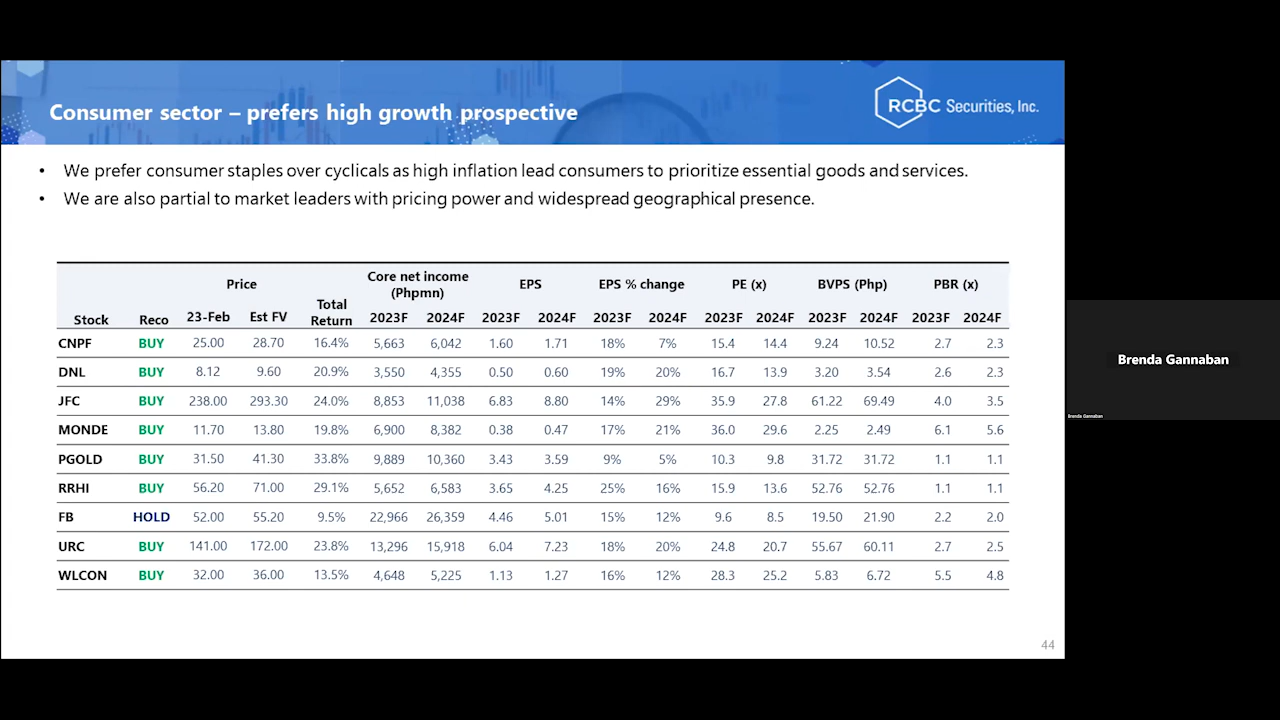 Consumer sector – prefers high growth prospective
RCBC Securities, Inc.
• We prefer consumer staples over cyclicals as high inflation lead consumers to prioritize essential goods and services.
• We are also partial to market leaders with pricing power and widespread geographical presence.
Price Core net income (Phpmn) EPS EPS % change PE (x) BVPS (Php) PBR (x)
Stock Reco 23-Feb Est FV Total Return 2023F 2024F 2023F 2024F 2023F 2024F 2023F 2024F 2023F 2024F 2023F 2024F
CNPF BUY 25.00 28.70 16.4% 5,663 6,042 1.60 1.71 18% 7% 15.4 14.4 9.24 10.52 2.7 2.3
DNL BUY 8.12 9.60 20.9% 3,550 4,355 0.50 0.60 19% 20% 16.7 13.9 3.20 3.54 2.6 2.3
JFC BUY 238.00 293.30 24.0% 8,853 11,038 6.83 8.80 14% 29% 35.9 27.8 61.22 69.49 4.0 3.5
MONDE BUY 11.70 13.80 19.8% 6,900 8,382 0.38 0.47 17% 21% 36.0 29.6 2.25 2.49 6.1 5.6
PGOLD BUY 31.50 41.30 33.8% 9,889 10,360 3.43 3.59 9% 5% 10.3 9.8 31.72 31.72 1.1 1.1
RRHI BUY 56.20 71.00 29.1% 5,652 6,583 3.65 4.25 25% 16% 15.9 13.6 52.76 52.76 1.1 1.1
FB HOLD 52.00 55.20 9.5% 22,966 26,359 4.46 5.01 15% 12% 9.6 8.5 19.50 21.90 2.2 2.0
URC BUY 141.00 172.00 23.8% 13,296 15,918 6.04 7.23 18% 20% 24.8 20.7 55.67 60.11 2.7 2.5
WLCON BUY 32.00 36.00 13.5% 4,648 5,225 1.13 1.27 16% 12% 28.3 25.2 5.83 6.72 5.5 4.8
44
Brenda Gannaban
Brenda Gannaban